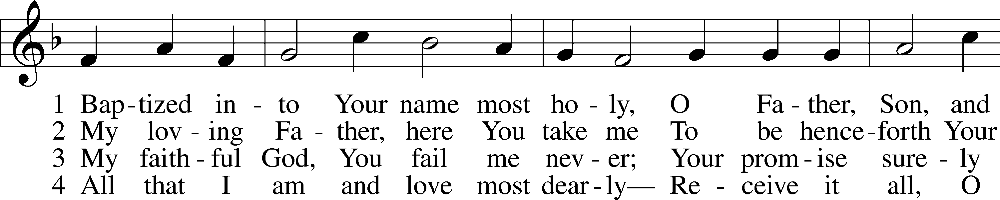 1 Bap-tized in - to Your name most ho - ly, O Fa - ther, Son, and
2 My lov - ing Fa - ther, here You take me To be hence-forth Your
3 My faith - ful God, You fail me nev - er; Your prom - ise sure - ly
4 All that I am and love most dear - ly— Re - ceive it all, O